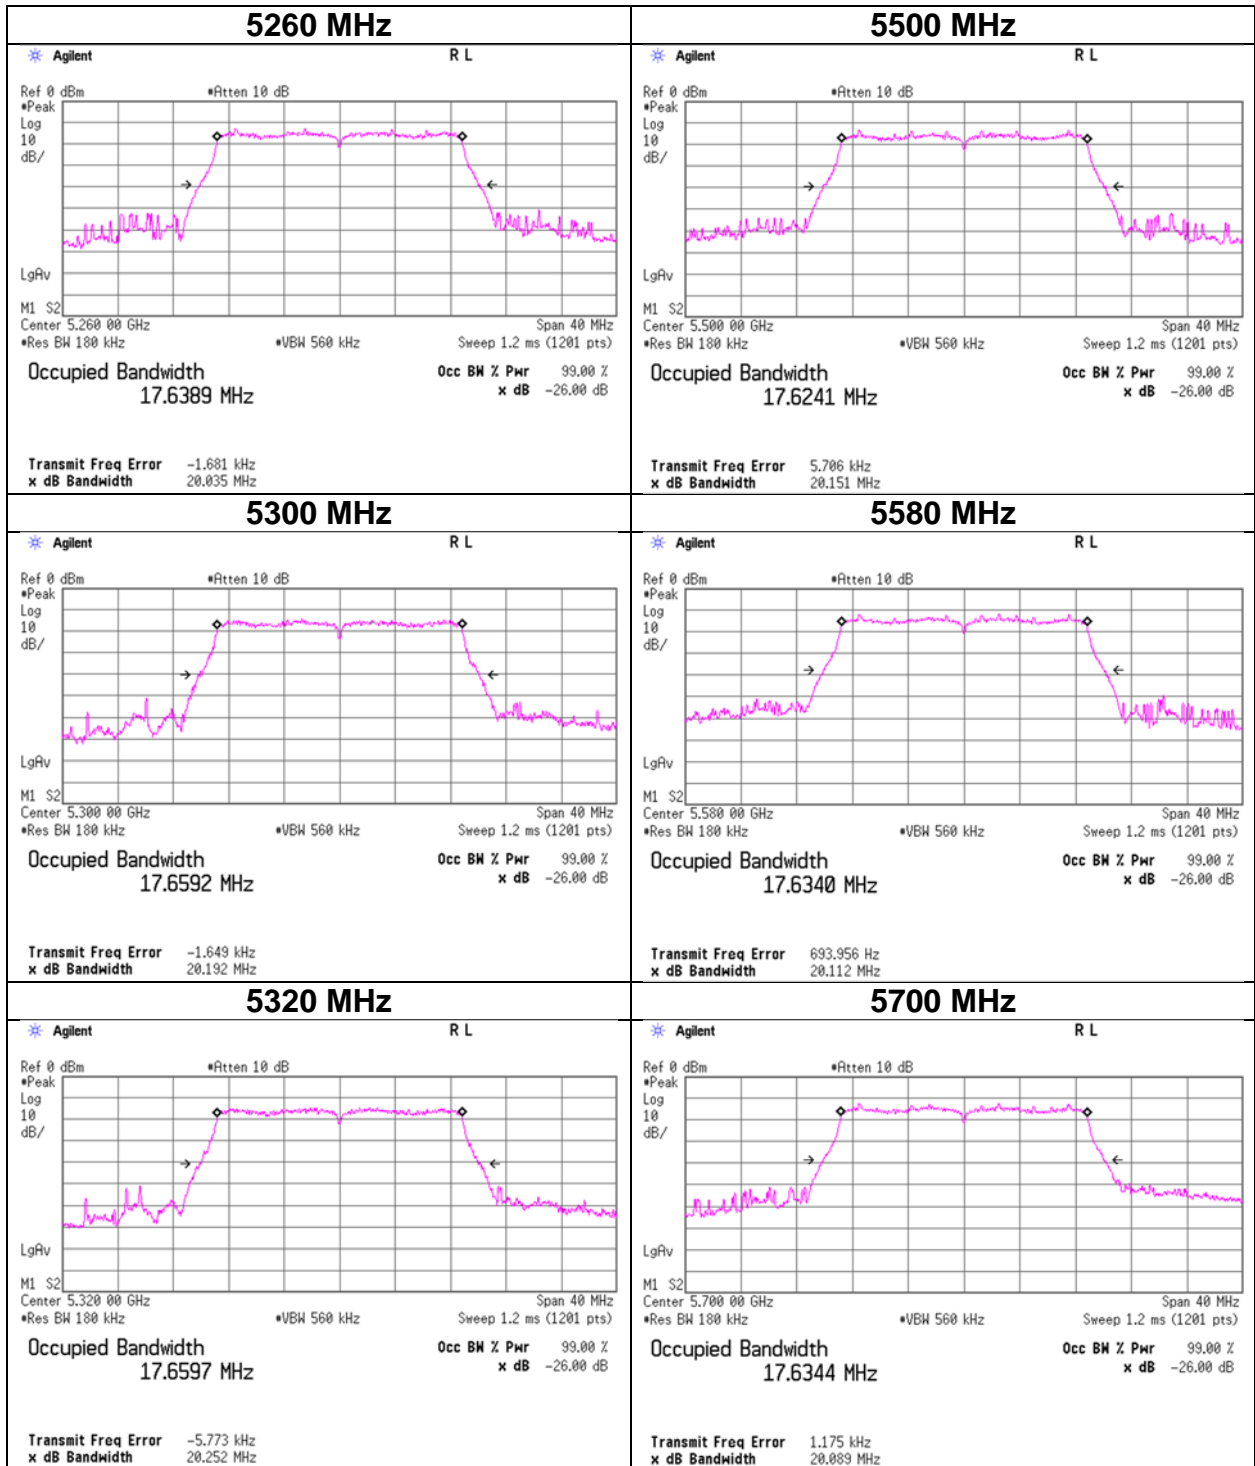 5260 MHz
Agilent R L
Ref 0 dBm *Atten 10 dB
*Peak
Log
10
dB/
LgAv
M1 S2
Center 5.260 00 GHz Span 40 MHz
*Res BW 180 kHz *VBW 560 kHz Sweep 1.2 ms (1201 pts)
Occupied Bandwidth Occ BW % Pwr 99.00 %
17.6389 MHz x dB -26.00 dB
Transmit Freq Error -1.681 kHz
x dB Bandwidth 20.035 MHz
5500 MHz
Agilent R L
Ref 0 dBm *Atten 10 dB
*Peak
Log
10
dB/
LgAv
M1 S2
Center 5.500 00 GHz Span 40 MHz
*Res BW 180 kHz *VBW 560 kHz Sweep 1.2 ms (1201 pts)
Occupied Bandwidth Occ BW % Pwr 99.00 %
17.6241 MHz x dB -26.00 dB
Transmit Freq Error 5.706 kHz
x dB Bandwidth 20.151 MHz
5300 MHz
Agilent R L
Ref 0 dBm *Atten 10 dB
*Peak
Log
10
dB/
LgAv
M1 S2
Center 5.300 00 GHz Span 40 MHz
*Res BW 180 kHz *VBW 560 kHz Sweep 1.2 ms (1201 pts)
Occupied Bandwidth Occ BW % Pwr 99.00 %
17.6592 MHz x dB -26.00 dB
Transmit Freq Error -1.649 kHz
x dB Bandwidth 20.192 MHz
5580 MHz
Agilent R L
Ref 0 dBm *Atten 10 dB
*Peak
Log
10
dB/
LgAv
M1 S2
Center 5.580 00 GHz Span 40 MHz
*Res BW 180 kHz *VBW 560 kHz Sweep 1.2 ms (1201 pts)
Occupied Bandwidth Occ BW % Pwr 99.00 %
17.6340 MHz x dB -26.00 dB
Transmit Freq Error 693.956 Hz
x dB Bandwidth 20.112 MHz
5320 MHz
Agilent R L
Ref 0 dBm *Atten 10 dB
*Peak
Log
10
dB/
LgAv
M1 S2
Center 5.320 00 GHz Span 40 MHz
*Res BW 180 kHz *VBW 560 kHz Sweep 1.2 ms (1201 pts)
Occupied Bandwidth Occ BW % Pwr 99.00 %
17.6597 MHz x dB -26.00 dB
Transmit Freq Error -5.773 kHz
x dB Bandwidth 20.252 MHz
5700 MHz
Agilent R L
Ref 0 dBm *Atten 10 dB
*Peak
Log
10
dB/
LgAv
M1 S2
Center 5.700 00 GHz Span 40 MHz
*Res BW 180 kHz *VBW 560 kHz Sweep 1.2 ms (1201 pts)
Occupied Bandwidth Occ BW % Pwr 99.00 %
17.6344 MHz x dB -26.00 dB
Transmit Freq Error 1.175 kHz
x dB Bandwidth 20.089 MHz